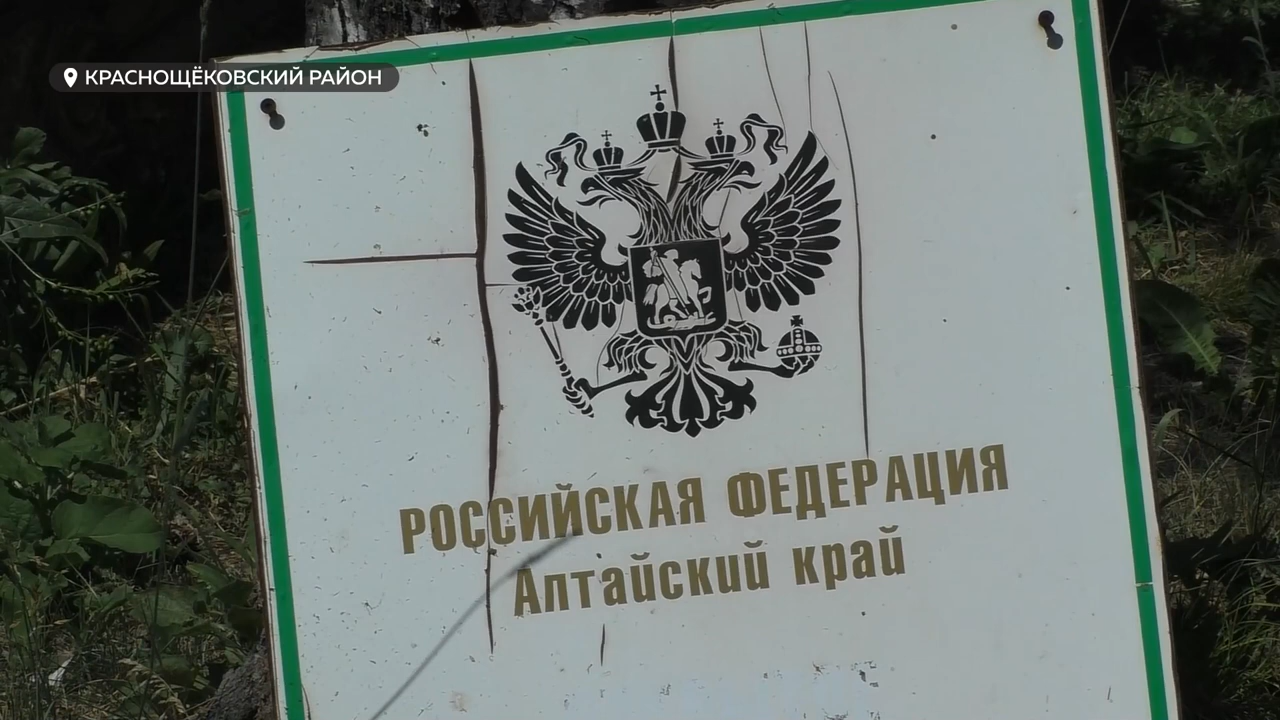 КРАСНОЩЁКОВСКИЙ РАЙОН
РОССИЙСКАЯ ФЕДЕРАЦИЯ
Алтайский край